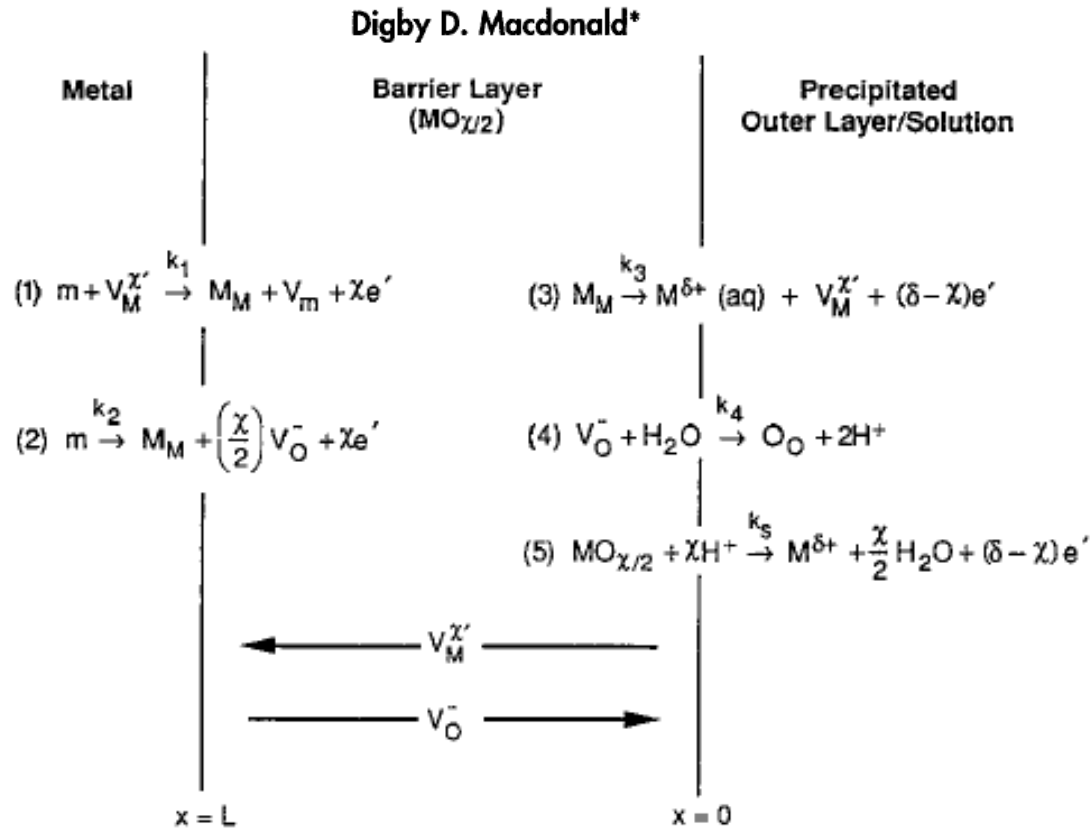 Digby D. Macdonald*
Metal
Barrier Layer
(MOχ/2)
Precipitated
Outer Layer/Solution
(1) m + V_M^χ′ →^k₁ M_M + V_m + χe′
(3) M_M →^k₃ M^δ+ (aq) + V_M^χ′ + (δ − χ)e′
(2) m →^k₂ M_M + (χ/2) V_O^- + χe′
(4) V_O^- + H₂O →^k₄ O_O + 2H⁺
(5) MOχ/2 + χH⁺ →^kₛ M^δ+ + χ/2 H₂O + (δ − χ) e′
V_M^χ′
V_O^-
x = L
x = 0